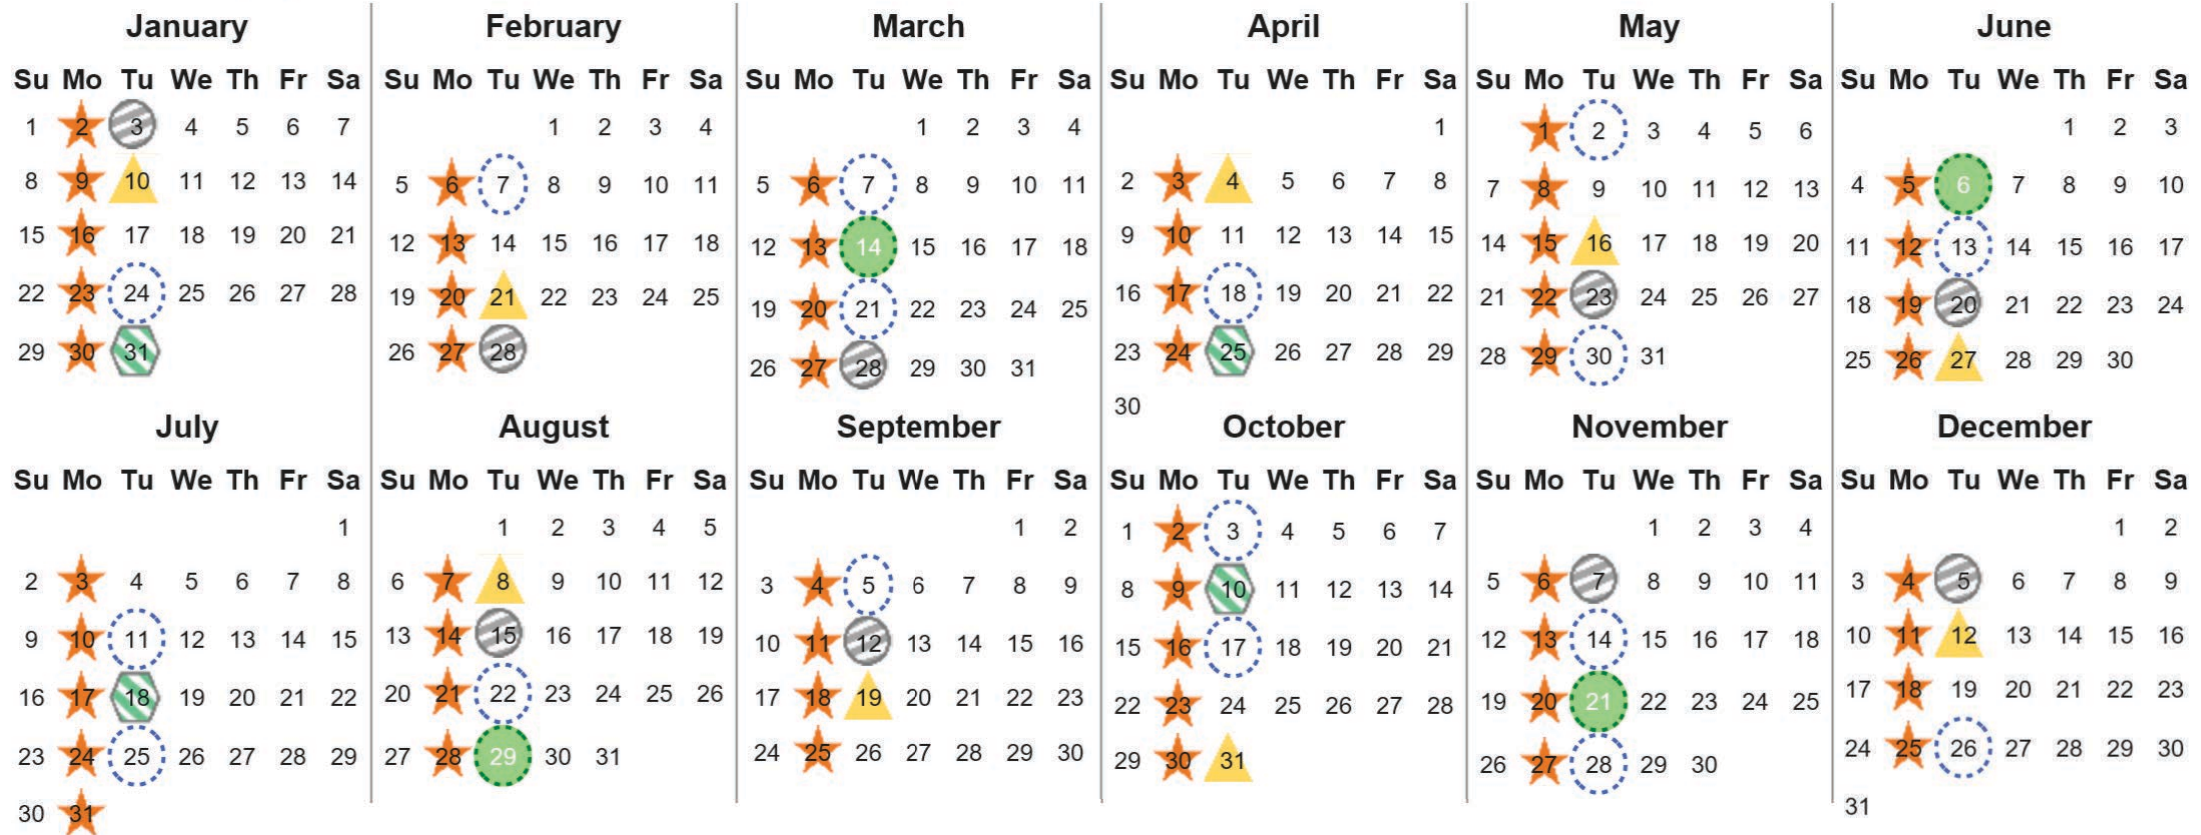 January February March April May June
Su Mo Tu We Th Fr Sa Su Mo Tu We Th Fr Sa Su Mo Tu We Th Fr Sa Su Mo Tu We Th Fr Sa Su Mo Tu We Th Fr Sa Su Mo Tu We Th Fr Sa
1 2 3 4 5 6 7 1 2 3 4 1 2 3 4 1 1 2 3 4 5 6 1 2 3
8 9 10 11 12 13 14 5 6 7 8 9 10 11 5 6 7 8 9 10 11 2 3 4 5 6 7 8 7 8 9 10 11 12 13 4 5 6 7 8 9 10
15 16 17 18 19 20 21 12 13 14 15 16 17 18 12 13 14 15 16 17 18 9 10 11 12 13 14 15 14 15 16 17 18 19 20 11 12 13 14 15 16 17
22 23 24 25 26 27 28 19 20 21 22 23 24 25 19 20 21 22 23 24 25 16 17 18 19 20 21 22 21 22 23 24 25 26 27 18 19 20 21 22 23 24
29 30 31 26 27 28 26 27 28 29 30 31 23 24 25 26 27 28 29 28 29 30 31 25 26 27 28 29 30
30
July August September October November December
Su Mo Tu We Th Fr Sa Su Mo Tu We Th Fr Sa Su Mo Tu We Th Fr Sa Su Mo Tu We Th Fr Sa Su Mo Tu We Th Fr Sa Su Mo Tu We Th Fr Sa
1 1 2 3 4 5 1 2 1 2 3 4 5 6 7 1 2 3 4 1 2
2 3 4 5 6 7 8 6 7 8 9 10 11 12 3 4 5 6 7 8 9 8 9 10 11 12 13 14 5 6 7 8 9 10 11 3 4 5 6 7 8 9
9 10 11 12 13 14 15 13 14 15 16 17 18 19 10 11 12 13 14 15 16 15 16 17 18 19 20 21 12 13 14 15 16 17 18 10 11 12 13 14 15 16
16 17 18 19 20 21 22 20 21 22 23 24 25 26 17 18 19 20 21 22 23 22 23 24 25 26 27 28 19 20 21 22 23 24 25 17 18 19 20 21 22 23
23 24 25 26 27 28 29 27 28 29 30 31 24 25 26 27 28 29 30 29 30 31 26 27 28 29 30 24 25 26 27 28 29 30
30 31 31